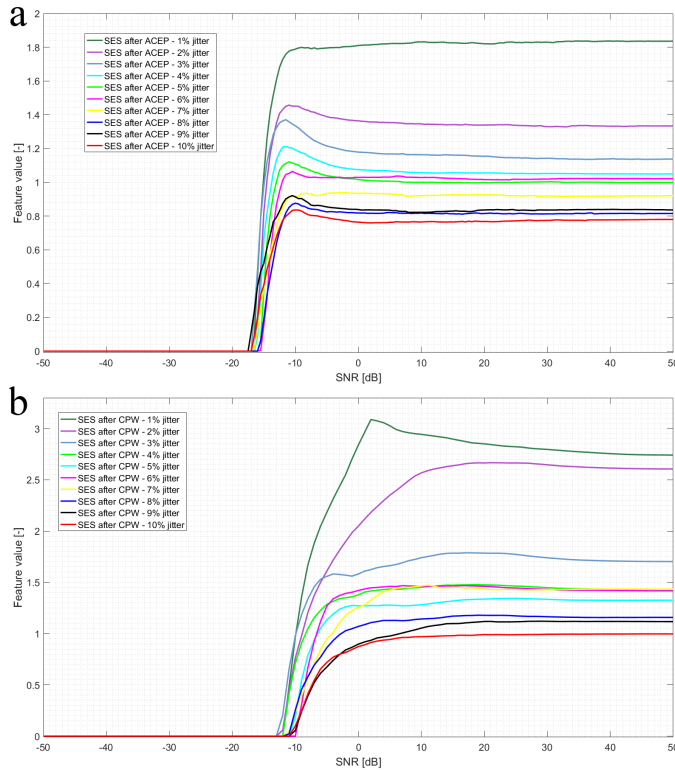 a
2
1.8
1.6
1.4
1.2
1
0.8
0.6
0.4
0.2
0
Feature value [-]
SES after ACEP - 1% jitter
SES after ACEP - 2% jitter
SES after ACEP - 3% jitter
SES after ACEP - 4% jitter
SES after ACEP - 5% jitter
SES after ACEP - 6% jitter
SES after ACEP - 7% jitter
SES after ACEP - 8% jitter
SES after ACEP - 9% jitter
SES after ACEP - 10% jitter
-50 -40 -30 -20 -10 0 10 20 30 40 50
SNR [dB]
b
3
2.5
2
1.5
1
0.5
0
Feature value [-]
SES after CPW - 1% jitter
SES after CPW - 2% jitter
SES after CPW - 3% jitter
SES after CPW - 4% jitter
SES after CPW - 5% jitter
SES after CPW - 6% jitter
SES after CPW - 7% jitter
SES after CPW - 8% jitter
SES after CPW - 9% jitter
SES after CPW - 10% jitter
-50 -40 -30 -20 -10 0 10 20 30 40 50
SNR [dB]